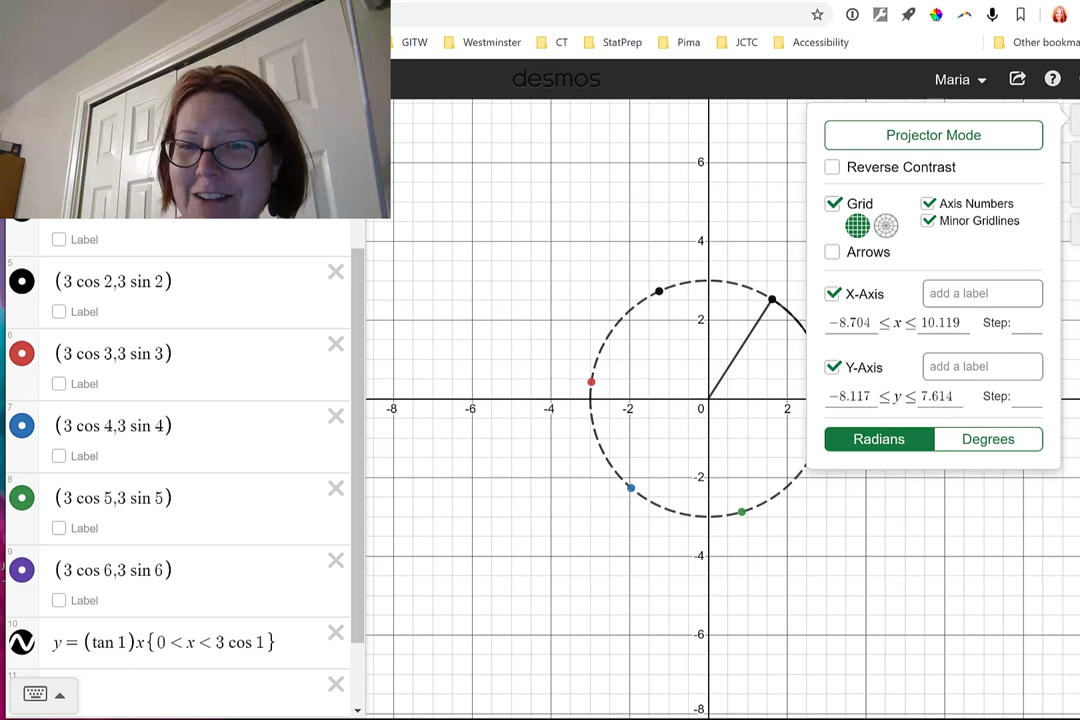 GITW Westminster CT StatPrep Pima JCTC Accessibility Other bookma
desmos Maria
Projector Mode
Reverse Contrast
Grid Axis Numbers
Minor Gridlines
Arrows
X-Axis add a label
-8.704 ≤ x ≤ 10.119 Step:
Y-Axis add a label
-8.117 ≤ y ≤ 7.614 Step:
Radians Degrees
Label
5
(3 cos 2,3 sin 2)
Label
6
(3 cos 3,3 sin 3)
Label
7
(3 cos 4,3 sin 4)
Label
8
(3 cos 5,3 sin 5)
Label
9
(3 cos 6,3 sin 6)
Label
10
y = (tan 1)x{0 < x < 3 cos 1}
11
6
4
2
-8 -6 -4 -2 0 2
-2
-4
-6
-8